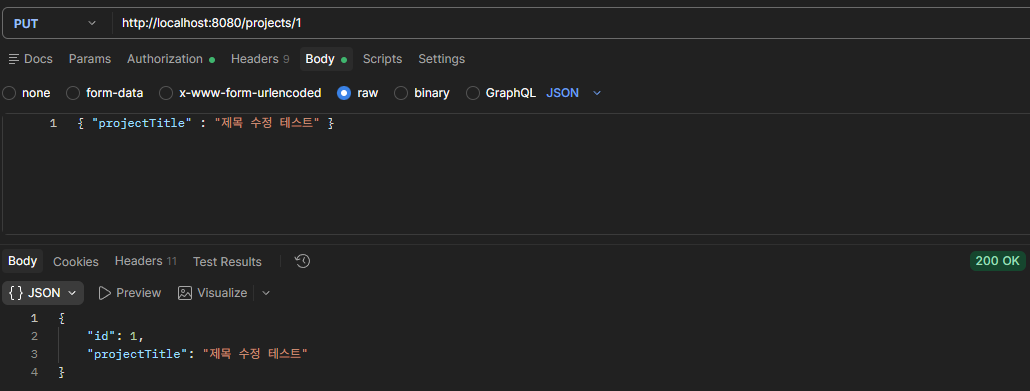 PUT http://localhost:8080/projects/1
Docs Params Authorization Headers 9 Body Scripts Settings
none form-data x-www-form-urlencoded raw binary GraphQL JSON
1 { "projectTitle" : "제목 수정 테스트" }
Body Cookies Headers 11 Test Results 200 OK
{} JSON Preview Visualize
1 {
2 "id": 1,
3 "projectTitle": "제목 수정 테스트"
4 }